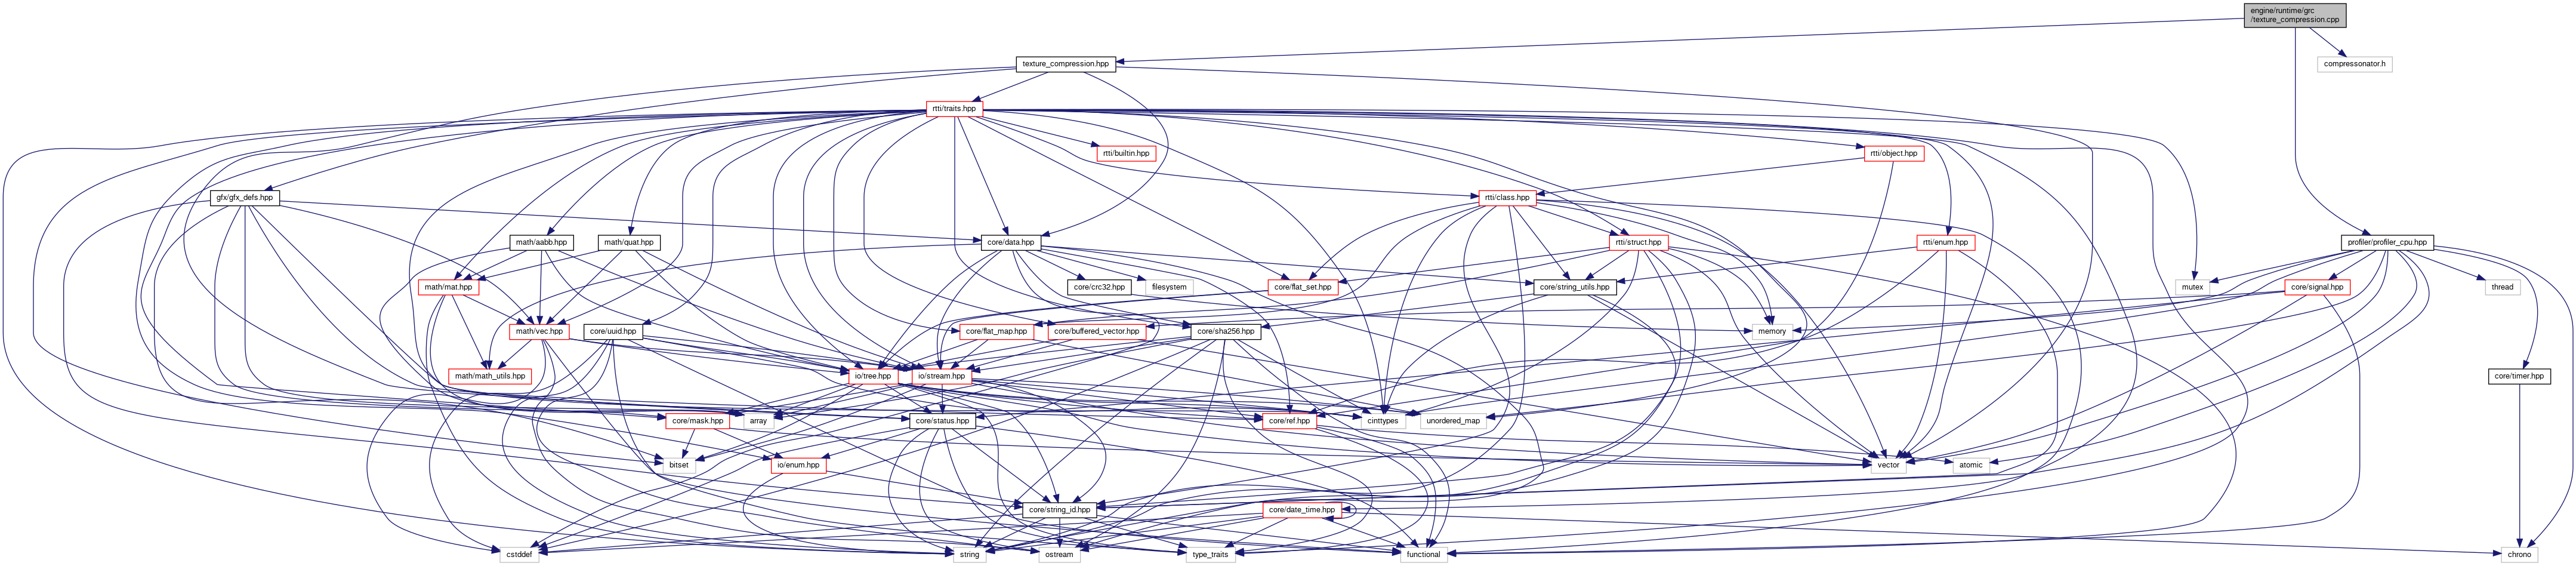 engine/runtime/grc
/texture_compression.cpp
texture_compression.hpp
compressonator.h
rtti/traits.hpp
rtti/builtin.hpp
rtti/object.hpp
gfx/gfx_defs.hpp
rtti/class.hpp
math/aabb.hpp
math/quat.hpp
core/data.hpp
rtti/struct.hpp
rtti/enum.hpp
profiler/profiler_cpu.hpp
math/mat.hpp
core/crc32.hpp
filesystem
core/flat_set.hpp
core/string_utils.hpp
mutex
core/signal.hpp
thread
math/vec.hpp
core/uuid.hpp
core/flat_map.hpp
core/buffered_vector.hpp
core/sha256.hpp
memory
math/math_utils.hpp
io/tree.hpp
io/stream.hpp
core/timer.hpp
core/mask.hpp
array
core/status.hpp
core/ref.hpp
cinttypes
unordered_map
bitset
io/enum.hpp
vector
atomic
core/string_id.hpp
core/date_time.hpp
cstddef
string
ostream
type_traits
functional
chrono